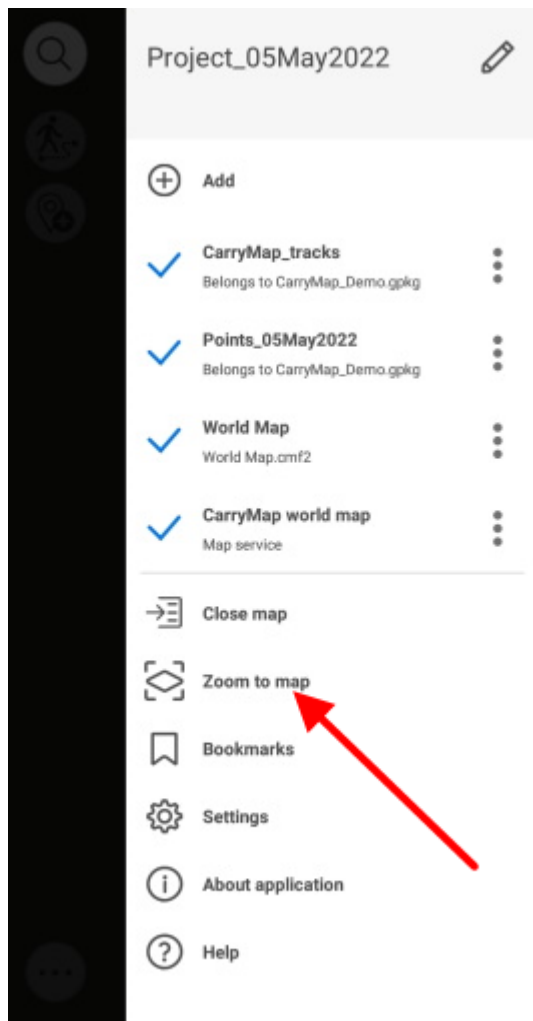 Project_05May2022
Add
CarryMap_tracks
Belongs to CarryMap_Demo.gpkg
Points_05May2022
Belongs to CarryMap_Demo.gpkg
World Map
World Map.cmf2
CarryMap world map
Map service
Close map
Zoom to map
Bookmarks
Settings
About application
Help